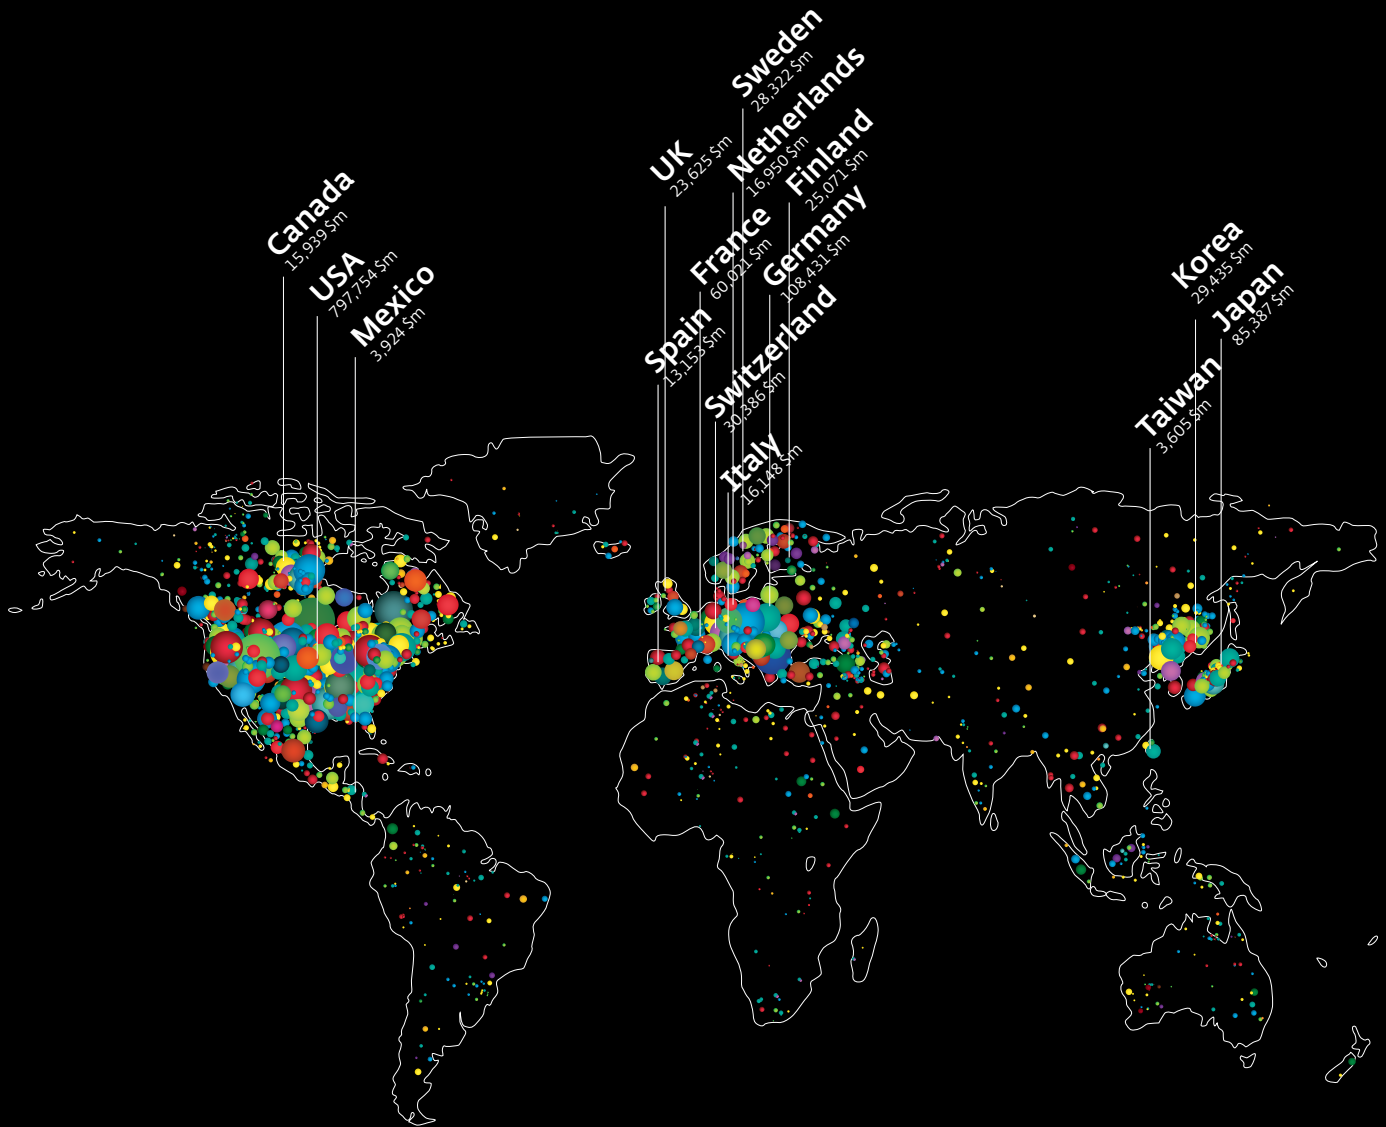 Canada
15,939 $m
USA
797,754 $m
Mexico
3,924 $m
Sweden
28,322 $m
Netherlands
16,950 $m
UK
23,625 $m
Finland
25,071 $m
France
60,021 $m
Germany
108,431 $m
Spain
13,153 $m
Switzerland
30,386 $m
Italy
16,148 $m
Korea
29,435 $m
Japan
85,387 $m
Taiwan
3,605 $m